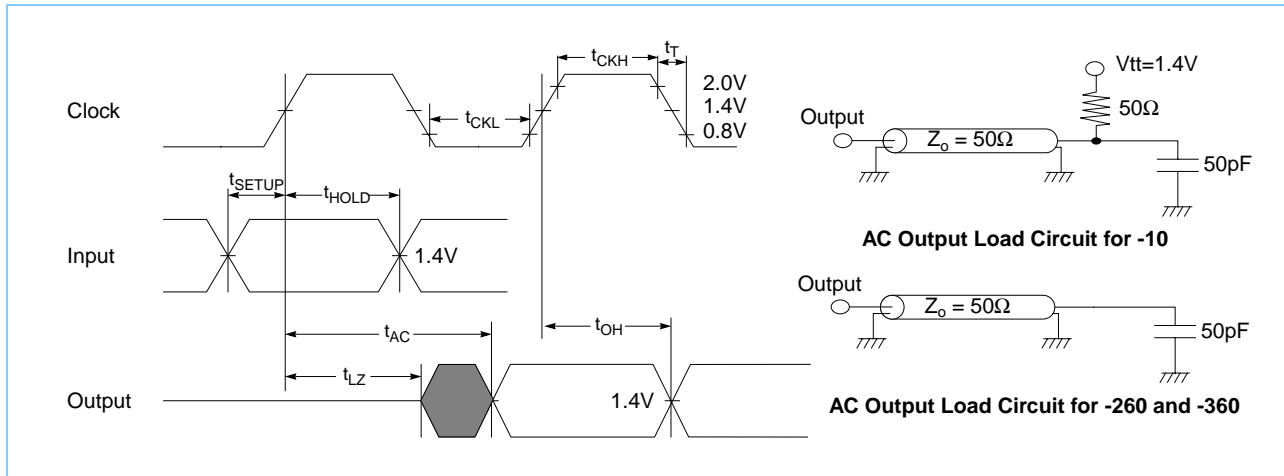 Clock
tCKL
tCKH
tT
2.0V
1.4V
0.8V
tSETUP
tHOLD
Input
1.4V
tAC
tOH
tLZ
Output
1.4V
Vtt=1.4V
50Ω
Output
Zo = 50Ω
50pF
AC Output Load Circuit for -10
Output
Zo = 50Ω
50pF
AC Output Load Circuit for -260 and -360